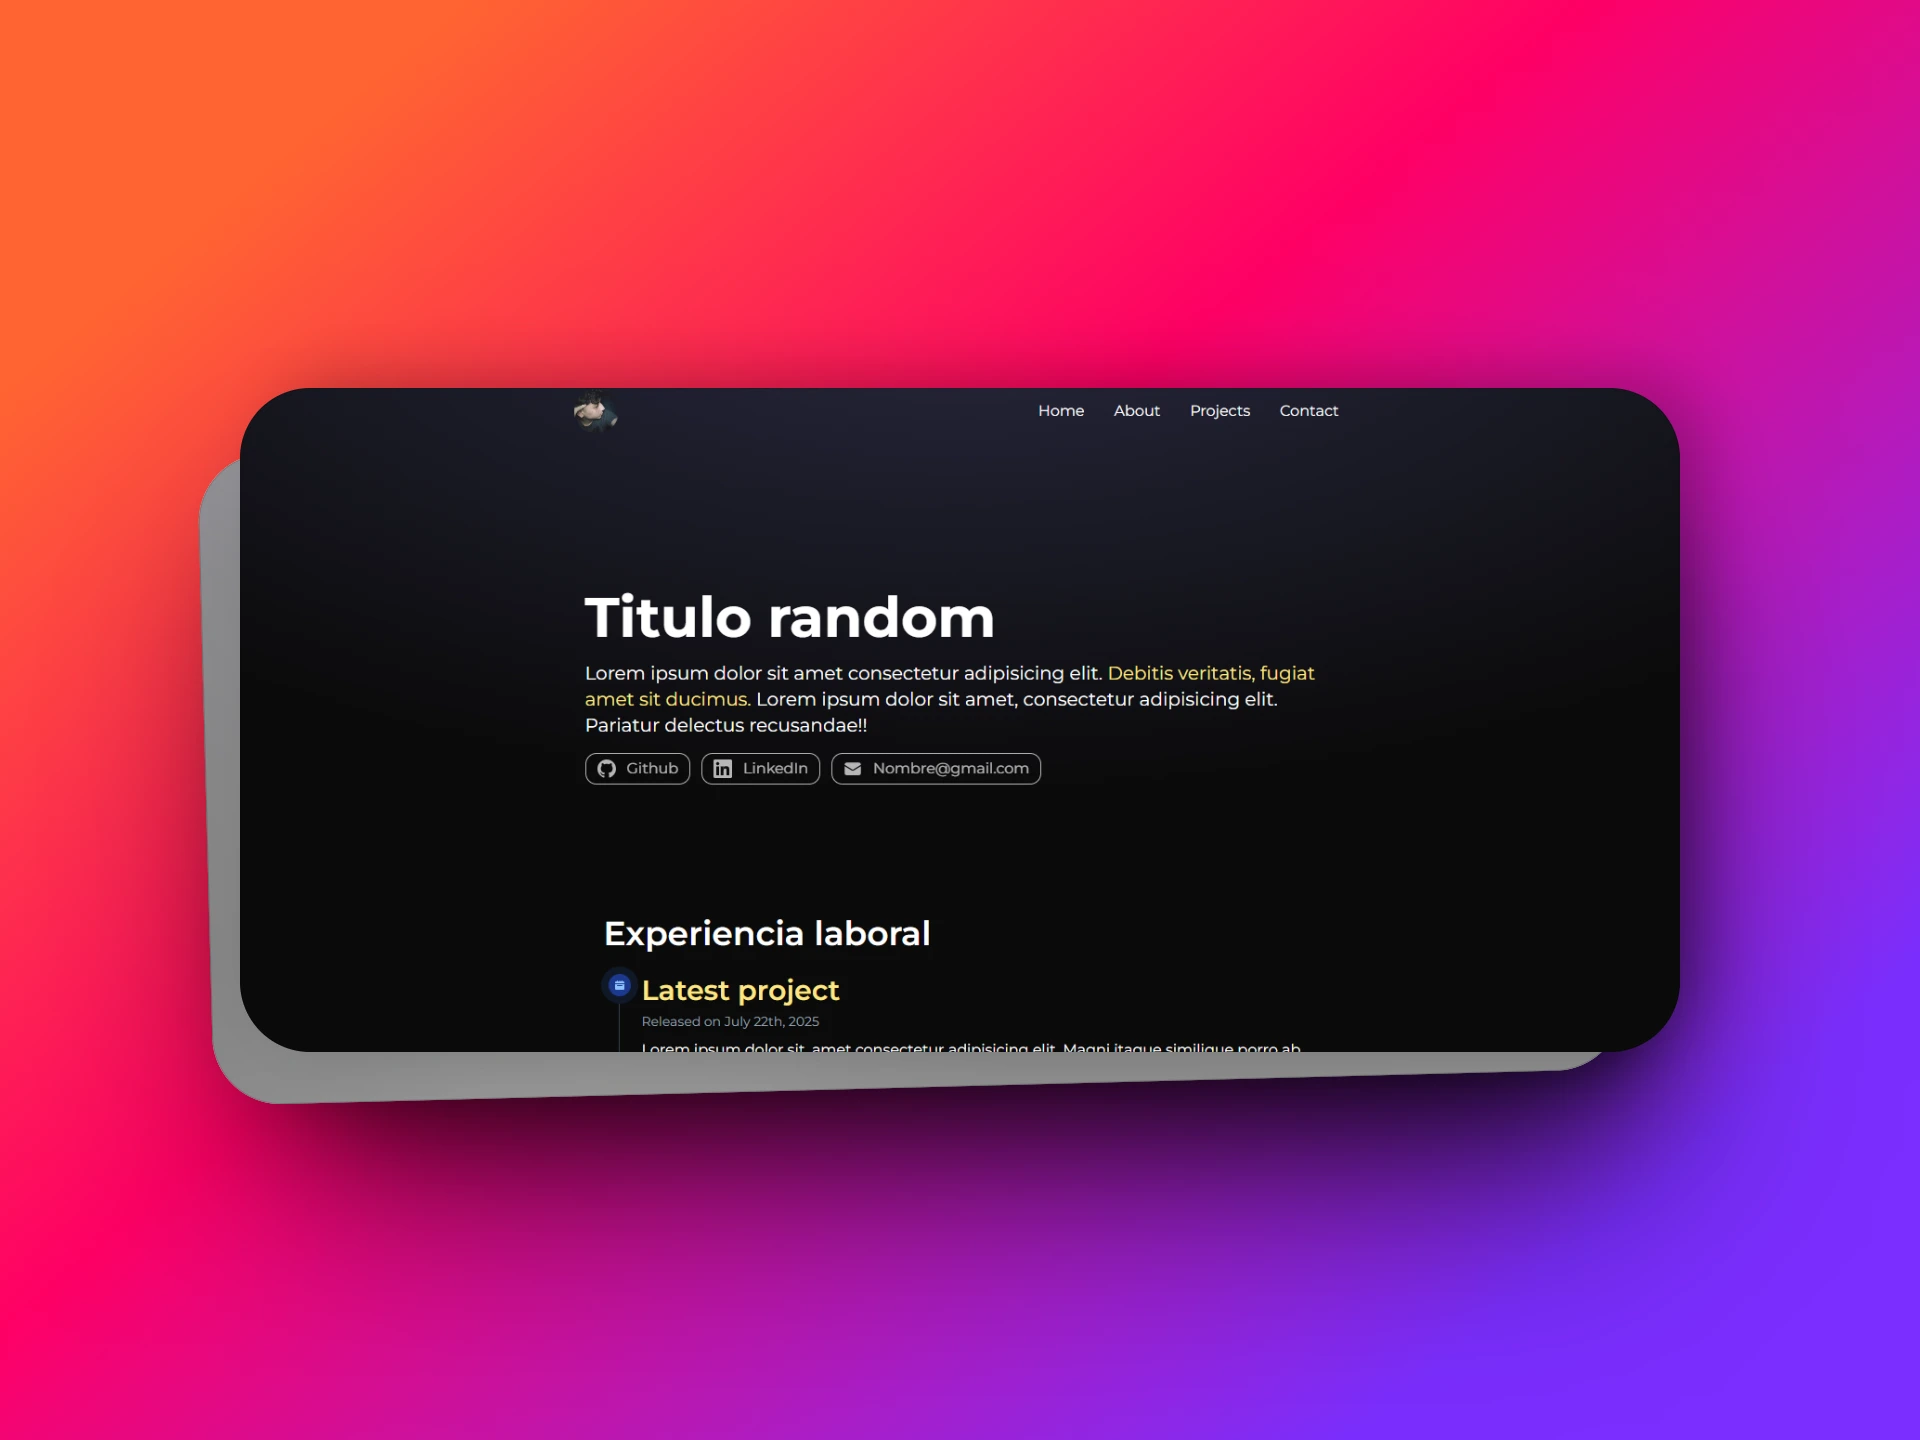 Home About Projects Contact
Titulo random
Lorem ipsum dolor sit amet consectetur adipisicing elit. Debitis veritatis, fugiat
amet sit ducimus. Lorem ipsum dolor sit amet, consectetur adipisicing elit.
Pariatur delectus recusandae!!
Github LinkedIn Nombre@gmail.com
Experiencia laboral
Latest project
Released on July 22th, 2025
Lorem ipsum dolor sit, amet consectetur adipisicing elit. Magni itaque similique porro ab